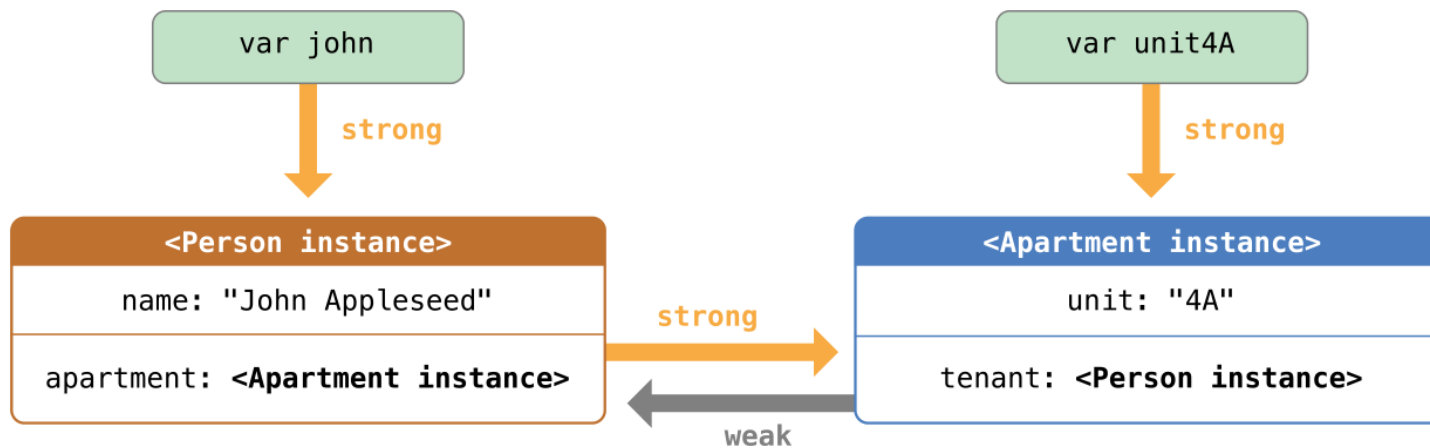 var john
var unit4A
strong
strong
<Person instance>
<Apartment instance>
name: "John Appleseed"
unit: "4A"
strong
apartment: <Apartment instance>
tenant: <Person instance>
weak